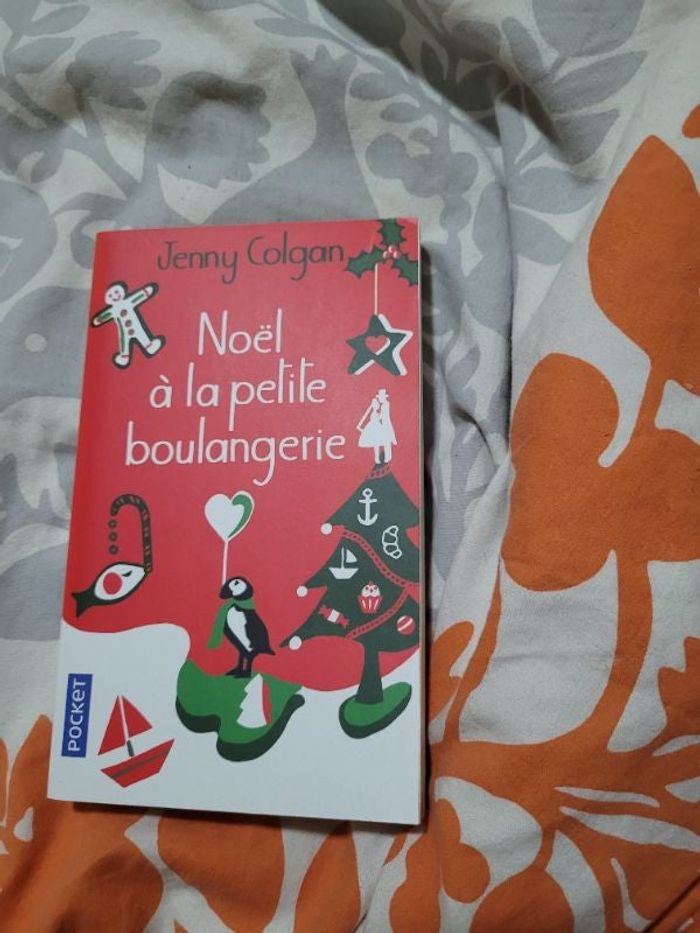 Jenny Colgan
Noël
à la petite
boulangerie
POCKET